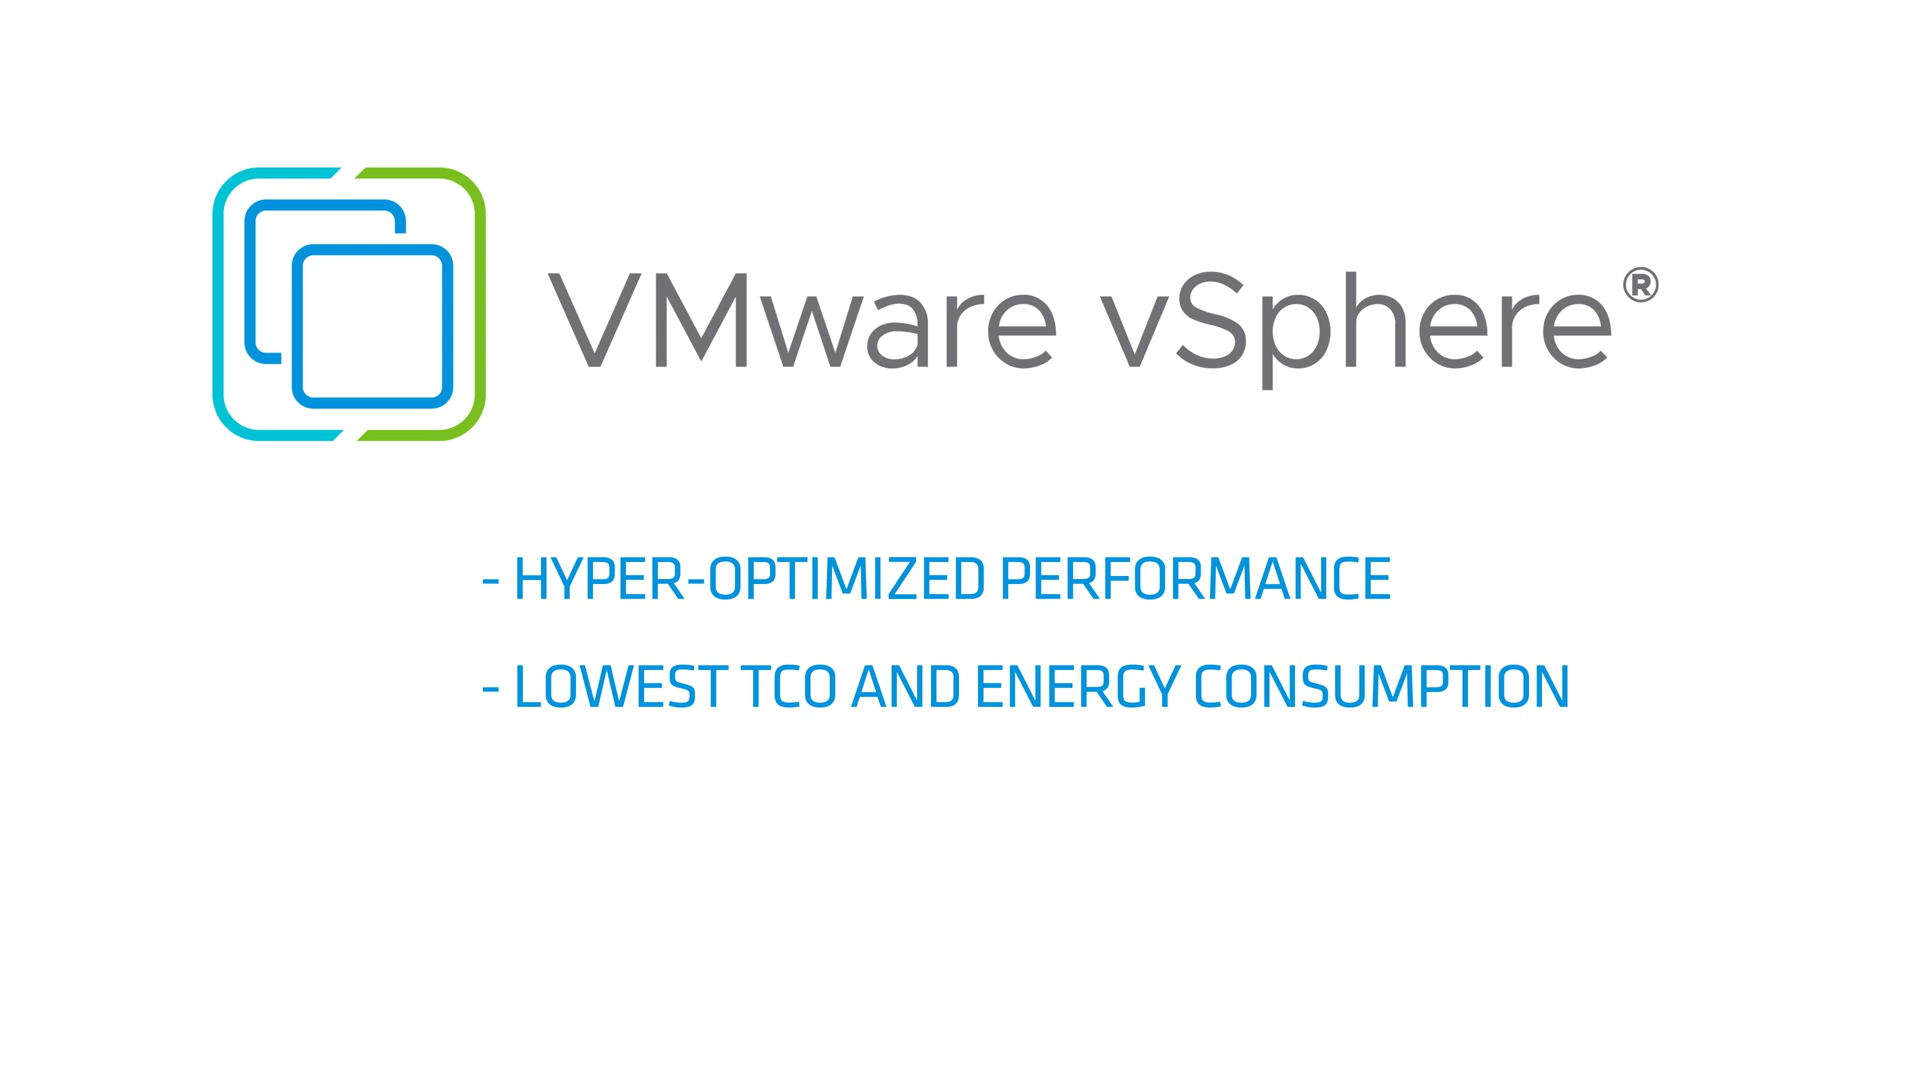 VMware vSphere®
- HYPER-OPTIMIZED PERFORMANCE
- LOWEST TCO AND ENERGY CONSUMPTION